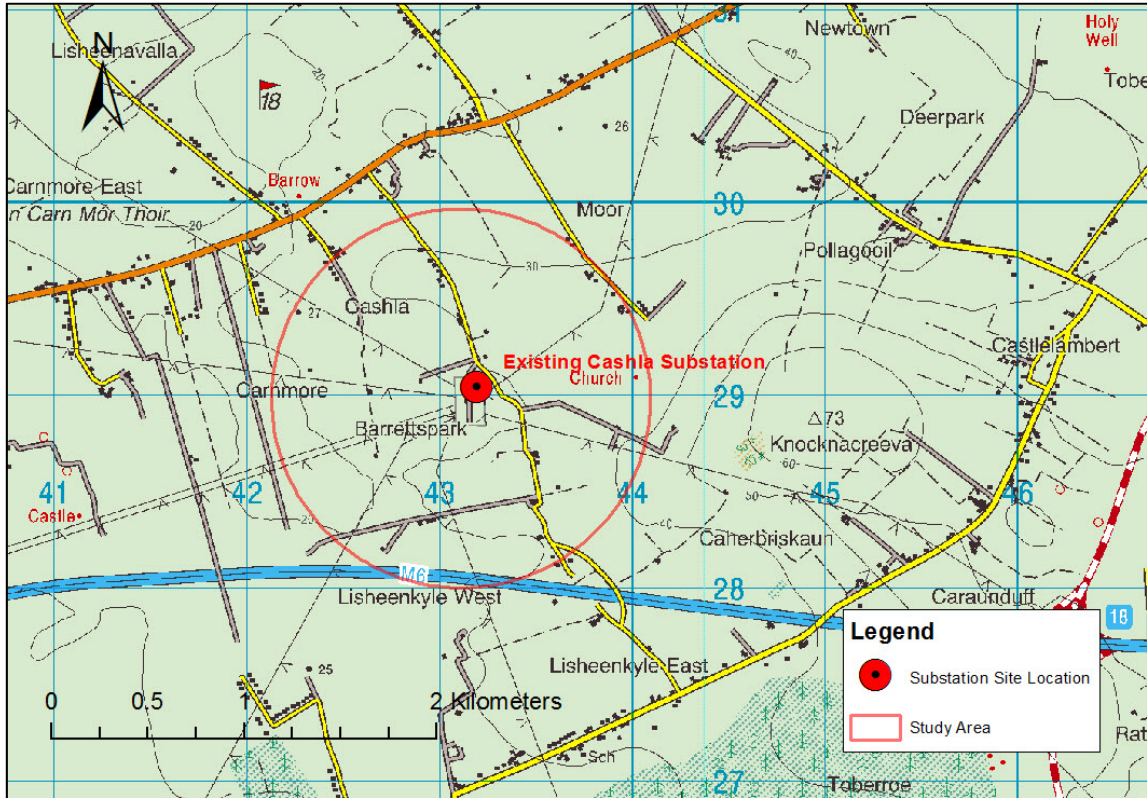 31
Newtown
Holy
Well
Tobe
N
Lisheenavalla
40
20
18
Deerpark
26
Carnmore East
n Carn Mór Thoir
Barrow
20
30
Moor
Pollagooil
30
Cashla
27
Castlelambert
Existing Cashla Substation
Church
Carnmore
29
73
Barrettspark
Knocknacreeva
60
41
42
43
44
45
46
50
Castle
20
40
Caherbriskaun
M6
28
Lisheenkyle West
Caraunduff
18
Legend
Substation Site Location
Study Area
Lisheenkyle East
25
0 0.5 1 2 Kilometers
Sch
Rat
27
Toberroe